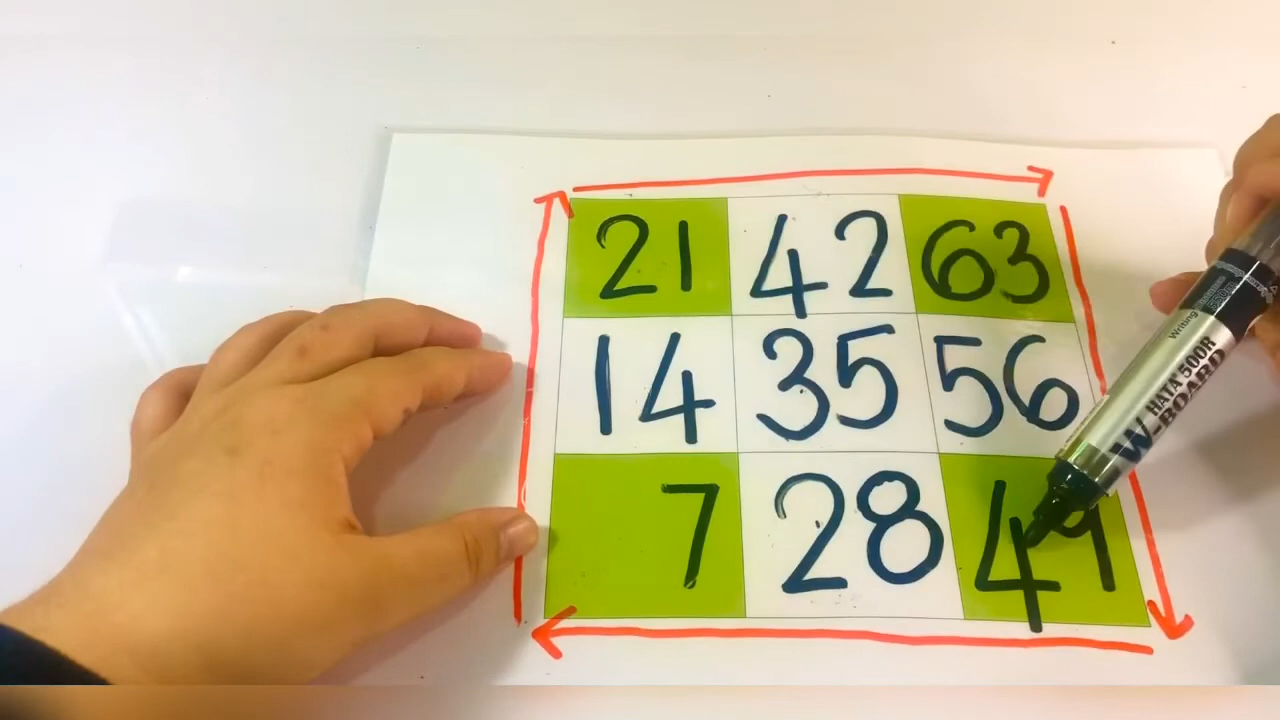 21 42 63
14 35 56
7 28 49
Writing
HATA 500R
W-BOARD